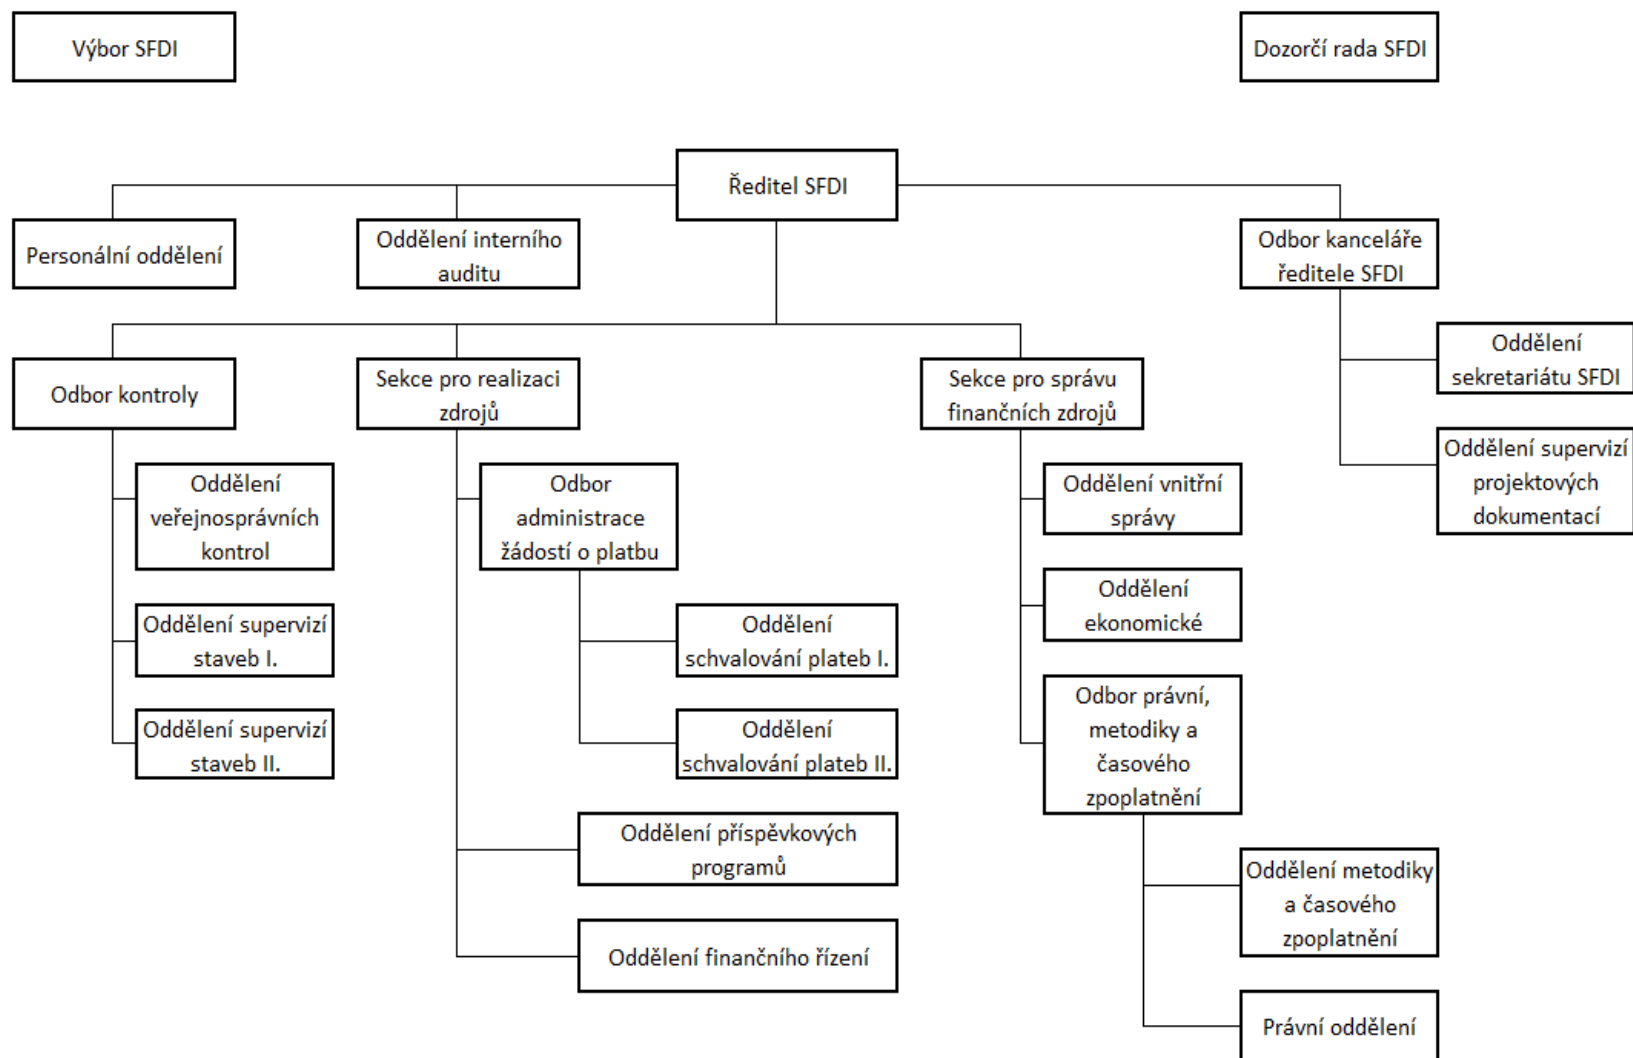 Výbor SFDI
Dozorčí rada SFDI
Ředitel SFDI
Personální oddělení
Oddělení interního
auditu
Odbor kanceláře
ředitele SFDI
Oddělení
sekretariátu SFDI
Oddělení supervizí
projektových
dokumentací
Odbor kontroly
Sekce pro realizaci
zdrojů
Sekce pro správu
finančních zdrojů
Oddělení
veřejnosprávních
kontrol
Oddělení supervizí
staveb I.
Oddělení supervizí
staveb II.
Odbor
administrace
žádostí o platbu
Oddělení
schvalování plateb I.
Oddělení
schvalování plateb II.
Oddělení příspěvkových
programů
Oddělení finančního řízení
Oddělení vnitřní
správy
Oddělení
ekonomické
Odbor právní,
metodiky a
časového
zpoplatnění
Oddělení metodiky
a časového
zpoplatnění
Právní oddělení